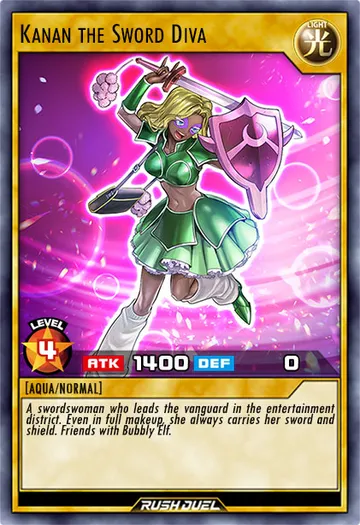 KANAN THE SWORD DIVA
LIGHT
光
LEVEL
4
ATK 1400 DEF 0
[AQUA/NORMAL]
A swordswoman who leads the vanguard in the entertainment
district. Even in full makeup, she always carries her sword and
shield. Friends with Bubbly Elf.
RUSH DUEL